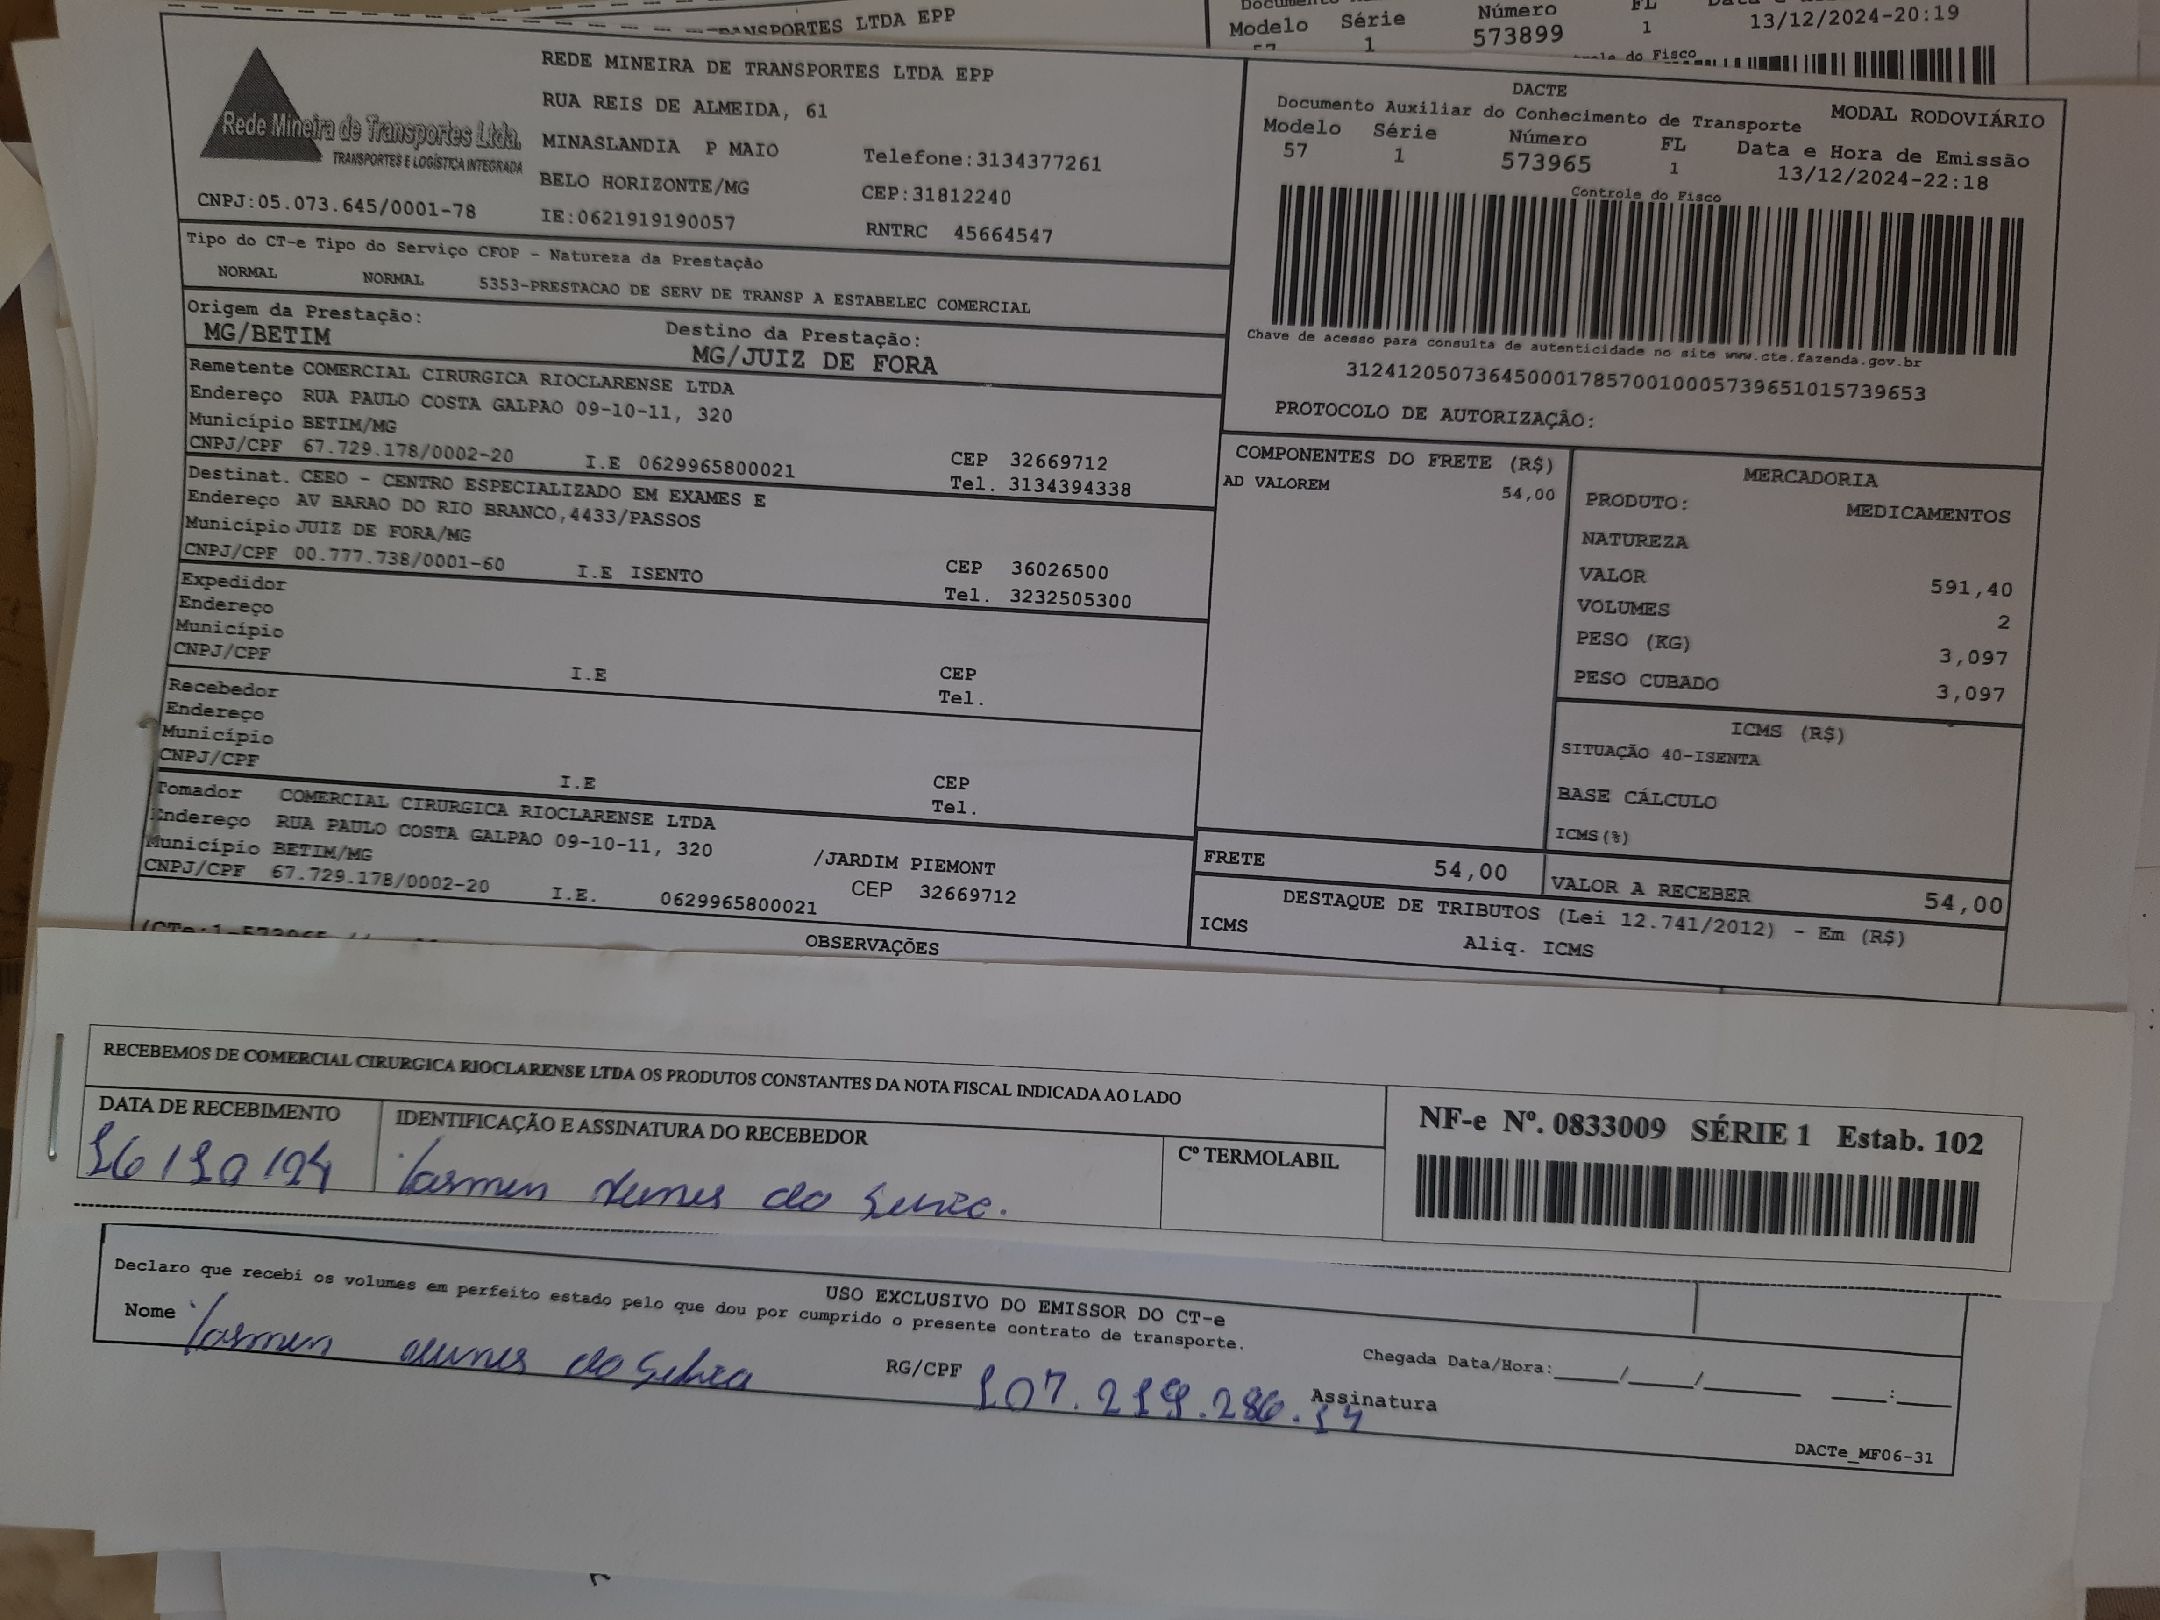 TRANSPORTES LTDA EPP
Modelo Série Número FL
1 573899 1 13/12/2024-20:19
REDE MINEIRA DE TRANSPORTES LTDA EPP
RUA REIS DE ALMEIDA, 61
MINASLANDIA P MAIO Telefone:3134377261
BELO HORIZONTE/MG CEP:31812240
IE:0621919190057 RNTRC 45664547
Rede Mineira de Transportes Ltda.
TRANSPORTES E LOGÍSTICA INTEGRADA
CNPJ:05.073.645/0001-78
DACTE
Documento Auxiliar do Conhecimento de Transporte MODAL RODOVIÁRIO
Modelo Série Número FL Data e Hora de Emissão
57 1 573965 1 13/12/2024-22:18
Controle do Fisco
Chave de acesso para consulta de autenticidade no site www.cte.fazenda.gov.br
31241205073645000178570010005739651015739653
PROTOCOLO DE AUTORIZAÇÃO:
Tipo do CT-e Tipo do Serviço CFOP - Natureza da Prestação
NORMAL NORMAL 5353-PRESTACAO DE SERV DE TRANSP A ESTABELEC COMERCIAL
Origem da Prestação: Destino da Prestação:
MG/BETIM MG/JUIZ DE FORA
Remetente COMERCIAL CIRURGICA RIOCLARENSE LTDA
Endereço RUA PAULO COSTA GALPAO 09-10-11, 320
Município BETIM/MG CEP 32669712
CNPJ/CPF 67.729.178/0002-20 I.E 0629965800021 Tel. 3134394338
Destinat. CEEO - CENTRO ESPECIALIZADO EM EXAMES E
Endereço AV BARAO DO RIO BRANCO,4433/PASSOS
Município JUIZ DE FORA/MG CEP 36026500
CNPJ/CPF 00.777.738/0001-60 I.E ISENTO Tel. 3232505300
Expedidor
Endereço
Município CEP
CNPJ/CPF I.E Tel.
Recebedor
Endereço
Município CEP
CNPJ/CPF I.E Tel.
Tomador COMERCIAL CIRURGICA RIOCLARENSE LTDA
Endereço RUA PAULO COSTA GALPAO 09-10-11, 320 /JARDIM PIEMONT
Município BETIM/MG CEP 32669712
CNPJ/CPF 67.729.178/0002-20 I.E. 0629965800021
OBSERVAÇÕES
COMPONENTES DO FRETE (R$)
AD VALOREM 54,00
MERCADORIA
PRODUTO: MEDICAMENTOS
NATUREZA
VALOR 591,40
VOLUMES 2
PESO (KG) 3,097
PESO CUBADO 3,097
ICMS (R$)
SITUAÇÃO 40-ISENTA
BASE CÁLCULO
ICMS(%)
FRETE 54,00 VALOR A RECEBER 54,00
DESTAQUE DE TRIBUTOS (Lei 12.741/2012) - Em (R$)
ICMS Aliq. ICMS
RECEBEMOS DE COMERCIAL CIRURGICA RIOCLARENSE LTDA OS PRODUTOS CONSTANTES DA NOTA FISCAL INDICADA AO LADO
DATA DE RECEBIMENTO IDENTIFICAÇÃO E ASSINATURA DO RECEBEDOR Cº TERMOLABIL
NF-e Nº. 0833009 SÉRIE 1 Estab. 102
USO EXCLUSIVO DO EMISSOR DO CT-e
Declaro que recebi os volumes em perfeito estado pelo que dou por cumprido o presente contrato de transporte.
Nome RG/CPF 107.219.286.14 Assinatura
Chegada Data/Hora:____/____/______ ____:____
DACTe_MF06-31